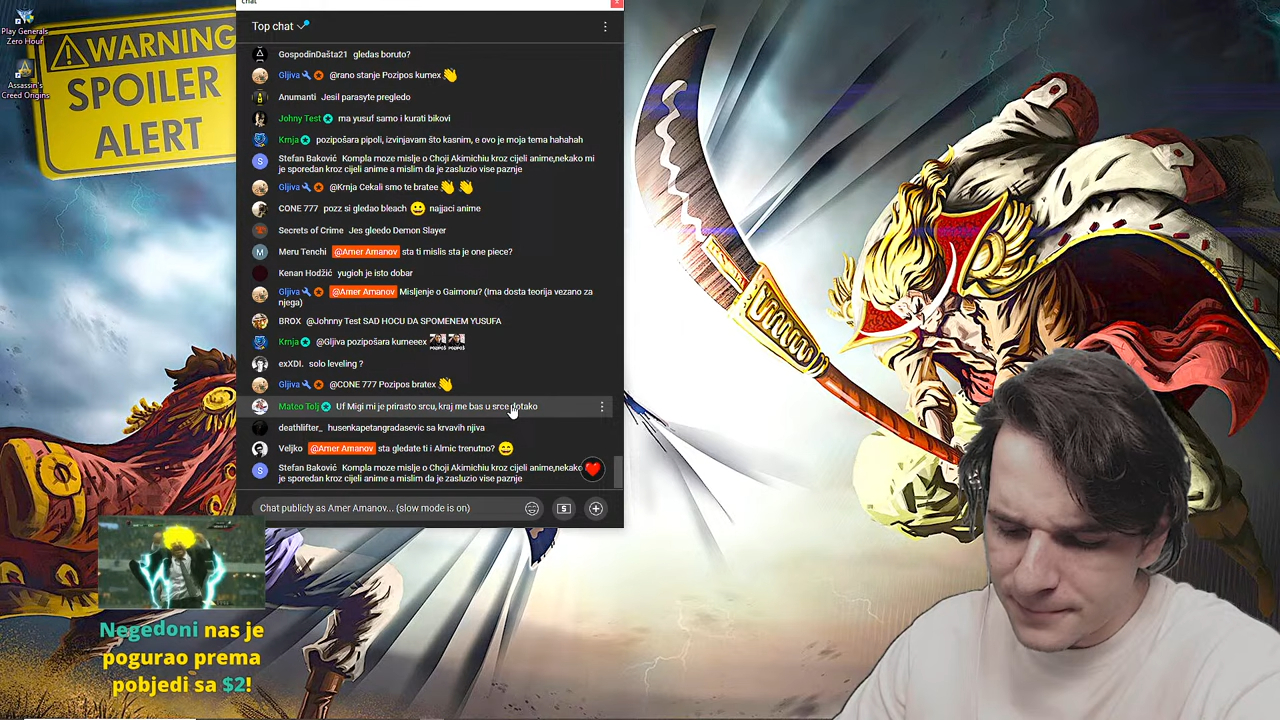 Play Generals
Zero Hour
Assassin's
Creed Origins
WARNING
SPOILER
ALERT
chat
Top chat
GospodinDašta21 gledas boruto?
Gljiva @rano stanje Pozipos kumex
Anumanti Jesil parasyte pregledo
Johny Test ma yusuf samo i kurati bikovi
Krnja pozipošara pipoli, izvinjavam što kasnim, e ovo je moja tema hahahah
Stefan Baković Kompla moze mislje o Choji Akimichiu kroz cijeli anime,nekako mi
je sporedan kroz cijeli anime a mislim da je zasluzio vise paznje
Gljiva @Krnja Cekali smo te bratee
CONE 777 pozz si gledao bleach najjaci anime
Secrets of Crime Jes gleedo Demon Slayer
M Meru Tenchi @Amer Amanov sta ti mislis sta je one piece?
Kenan Hodžić yugioh je isto dobar
Gljiva @Amer Amanov Misljenje o Gaimonu? (Ima dosta teorija vezano za
njega)
BROX @Johnny Test SAD HOCU DA SPOMENEM YUSUFA
Krnja @Gljiva pozipošara kumeeex
exXDI. solo leveling ?
Gljiva @CONE 777 Pozipos bratex
Mateo Tolj Uf Migi mi je prirasto srcu, kraj me bas u srce dotako
deathlifter_ husenkapetangradasevic sa krvavih njiva
Veljko @Amer Amanov sta gledate ti i Almic trenutno?
S Stefan Baković Kompla moze mislje o Choji Akimichiu kroz cijeli anime,nekako
je sporedan kroz cijeli anime a mislim da je zasluzio vise paznje
Chat publicly as Amer Amanov... (slow mode is on)
Negedoni nas je
pogurao prema
pobjedi sa $2!